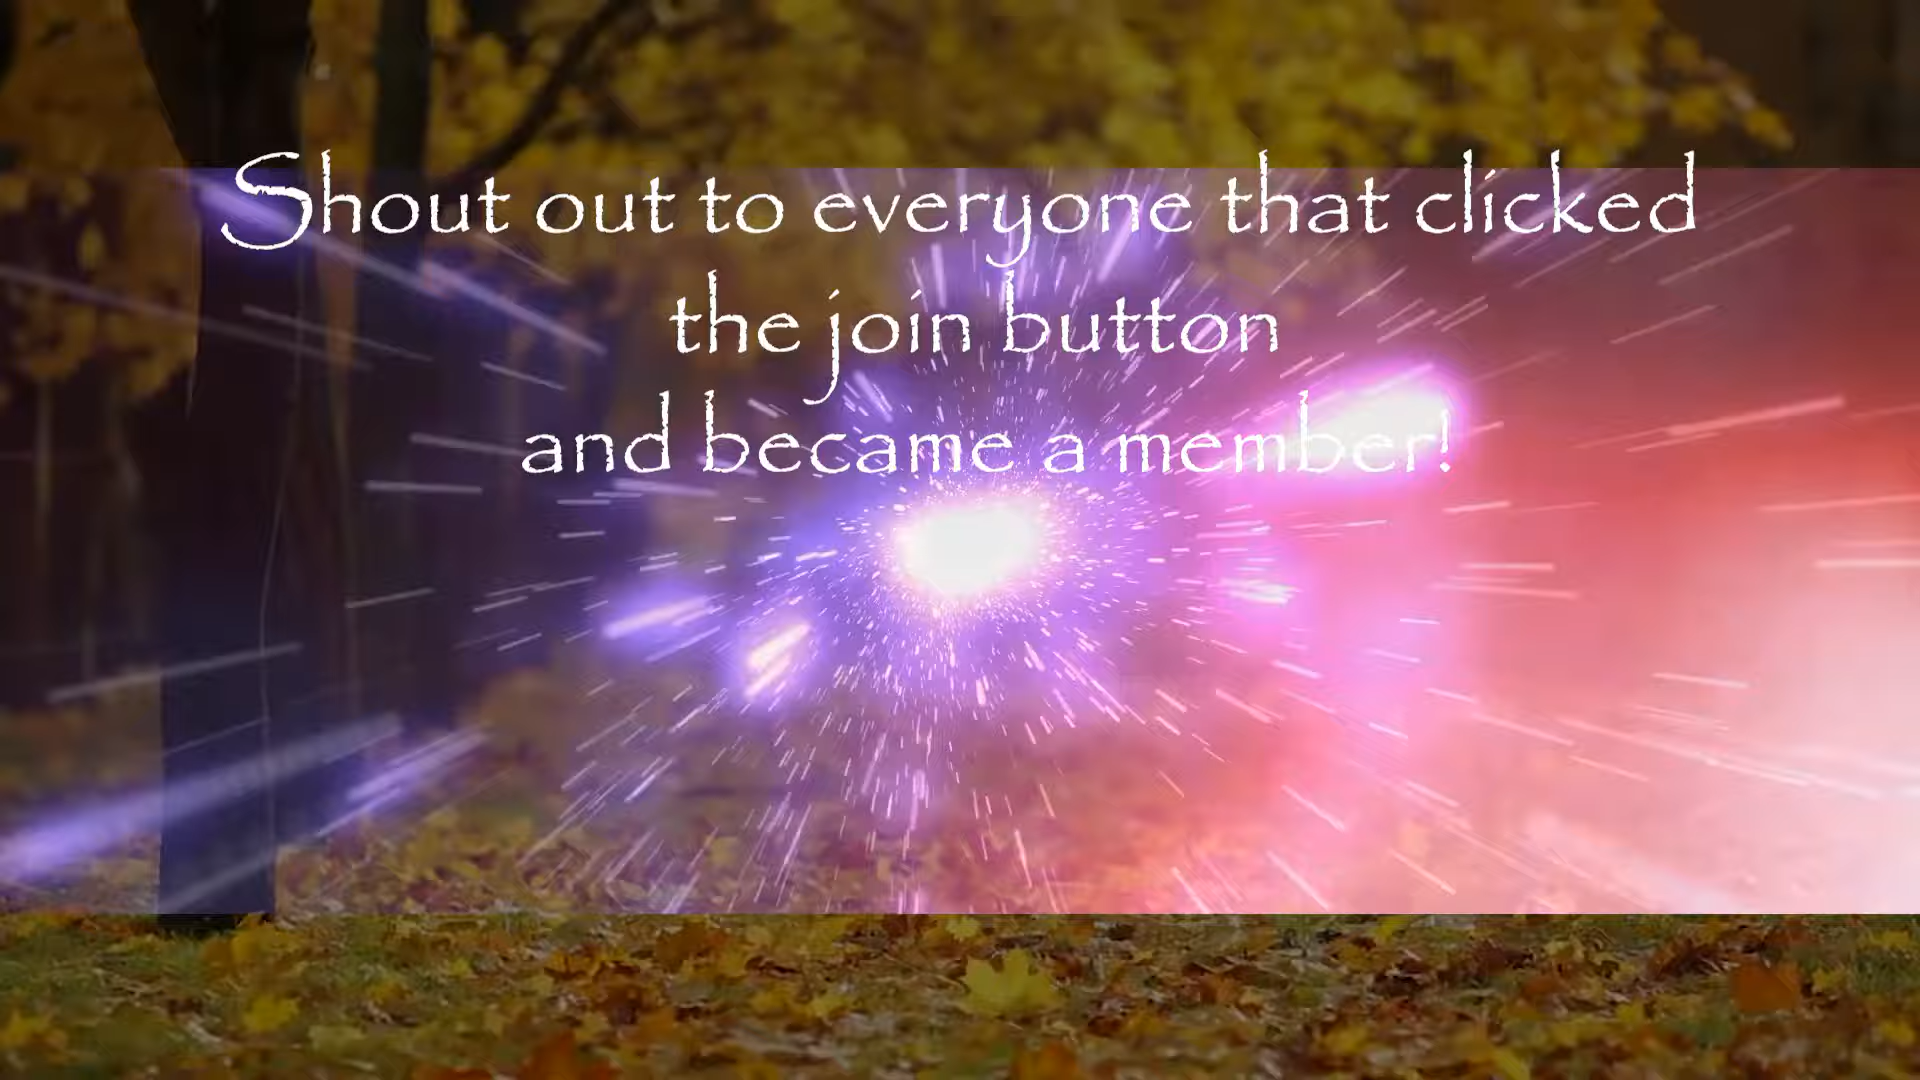 Shout out to everyone that clicked
the join button
and became a member!